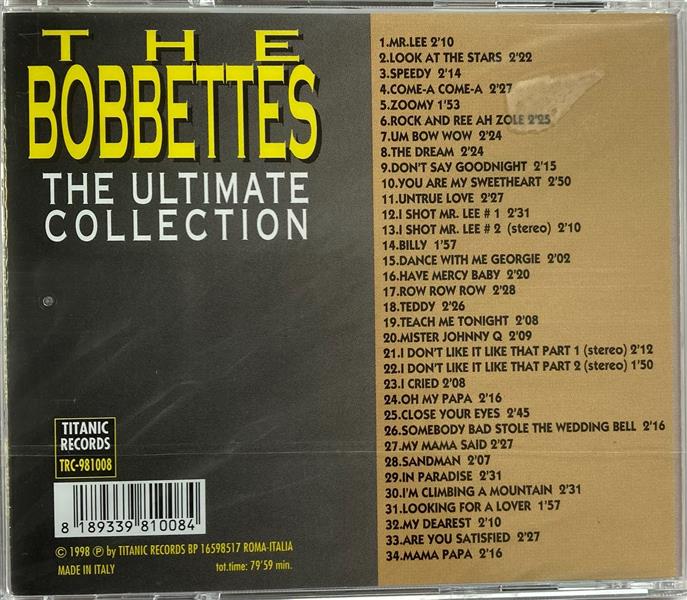 THE
BOBBETTES
THE ULTIMATE
COLLECTION
1.MR.LEE 2'10
2.LOOK AT THE STARS 2'22
3.SPEEDY 2'14
4.COME-A COME-A 2'27
5.ZOOMY 1'53
6.ROCK AND REE AH ZOLE 2'25
7.UM BOW WOW 2'24
8.THE DREAM 2'24
9.DON'T SAY GOODNIGHT 2'15
10.YOU ARE MY SWEETHEART 2'50
11.UNTRUE LOVE 2'27
12.I SHOT MR. LEE # 1 2'31
13.I SHOT MR. LEE # 2 (stereo) 2'10
14.BILLY 1'57
15.DANCE WITH ME GEORGIE 2'02
16.HAVE MERCY BABY 2'20
17.ROW ROW ROW 2'28
18.TEDDY 2'26
19.TEACH ME TONIGHT 2'08
20.MISTER JOHNNY Q 2'09
21.I DON'T LIKE IT LIKE THAT PART 1 (stereo) 2'12
22.I DON'T LIKE IT LIKE THAT PART 2 (stereo) 1'50
23.I CRIED 2'08
24.OH MY PAPA 2'16
25.CLOSE YOUR EYES 2'45
26.SOMEBODY BAD STOLE THE WEDDING BELL 2'16
27.MY MAMA SAID 2'27
28.SANDMAN 2'07
29.IN PARADISE 2'31
30.I'M CLIMBING A MOUNTAIN 2'31
31.LOOKING FOR A LOVER 1'57
32.MY DEAREST 2'10
33.ARE YOU SATISFIED 2'27
34.MAMA PAPA 2'16
TITANIC
RECORDS
TRC-981008
8 189339 810084
© 1998 ℗ by TITANIC RECORDS BP 16598517 ROMA-ITALIA
MADE IN ITALY tot.time: 79'59 min.